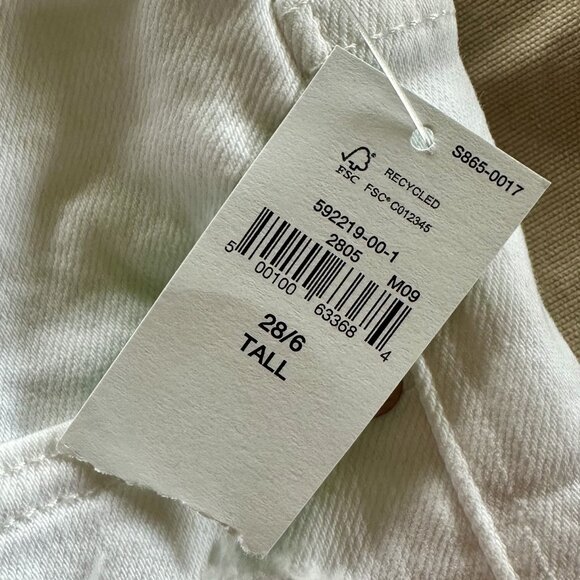 S865-0017
FSC
RECYCLED
FSC® C012345
592219-00-1
2805 M09
5 00100 63368 4
28/6
TALL